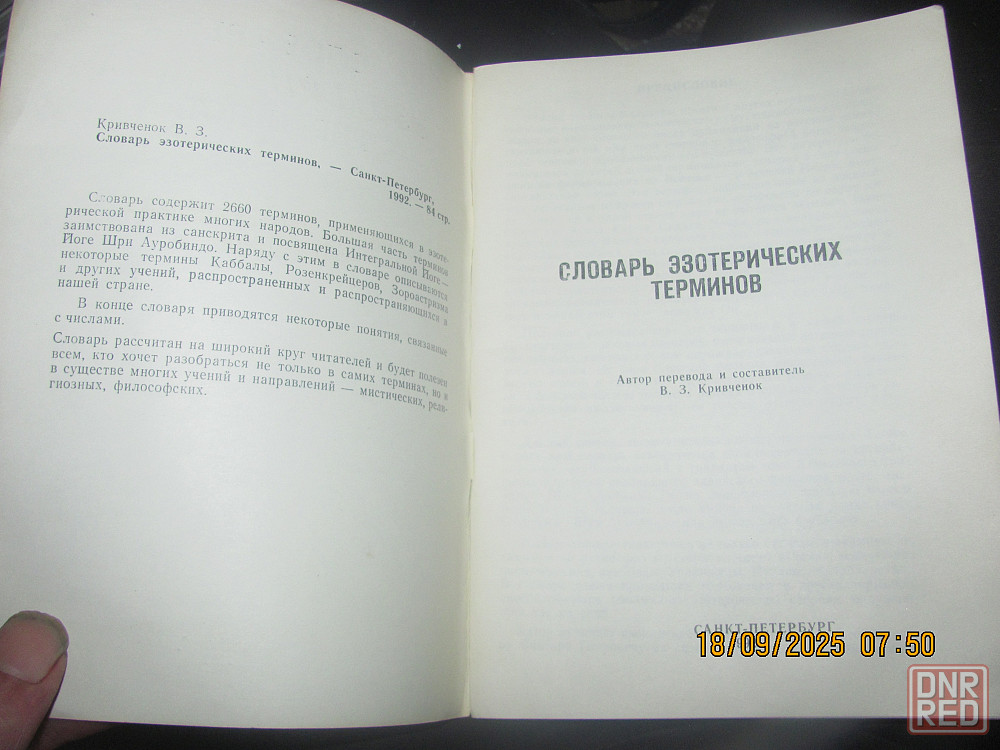 Кривченок В. З.
Словарь эзотерических терминов, — Санкт-Петербург,
1992. — 84 стр.
Словарь содержит 2660 терминов, применяющихся в эзоте-
рической практике многих народов. Большая часть терминов
заимствована из санскрита и посвящена Интегральной Йоге—
Йоге Шри Ауробиндо. Наряду с этим в словаре описываются
некоторые термины Каббалы, Розенкрейцеров, Зороастризма
и других учений, распространенных и распространяющихся в
нашей стране.
В конце словаря приводятся некоторые понятия, связанные
с числами.
Словарь рассчитан на широкий круг читателей и будет полезен
всем, кто хочет разобраться не только в самих терминах, но и
в существе многих учений и направлений — мистических, рели-
гиозных, философских.
СЛОВАРЬ ЭЗОТЕРИЧЕСКИХ
ТЕРМИНОВ
Автор перевода и составитель
В. З. Кривченок
САНКТ-ПЕТЕРБУРГ
18/09/2025 07:50
DNR
RED